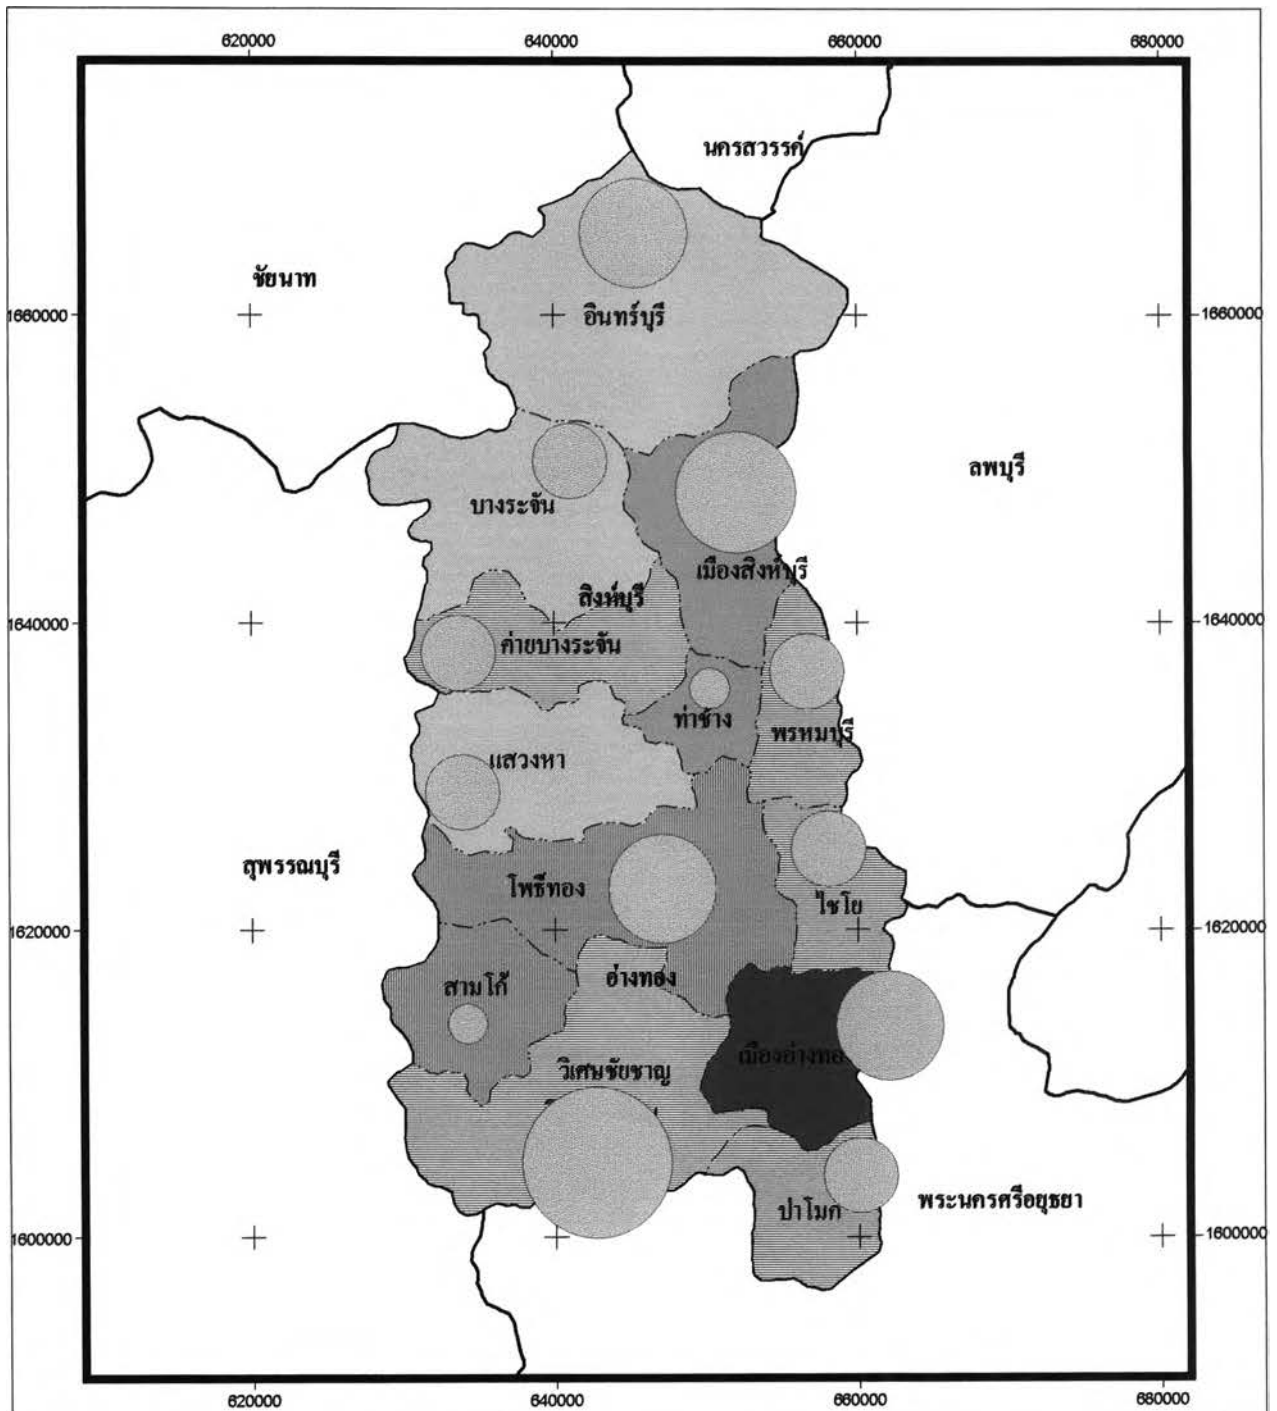 620000 640000 660000 680000
นครสวรรค์
ชัยนาท
1660000 อินทร์บุรี 1660000
ลพบุรี
บางระจัน
เมืองสิงห์บุรี
สิงห์บุรี
1640000 1640000
ค่ายบางระจัน
ท่าช้าง
พรหมบุรี
แสวงหา
สุพรรณบุรี
โพธิ์ทอง
ไชโย
1620000 1620000
อ่างทอง
สามโก้
เมืองอ่างทอง
วิเศษชัยชาญ
พระนครศรีอยุธยา
ป่าโมก
1600000 1600000
620000 640000 660000 680000